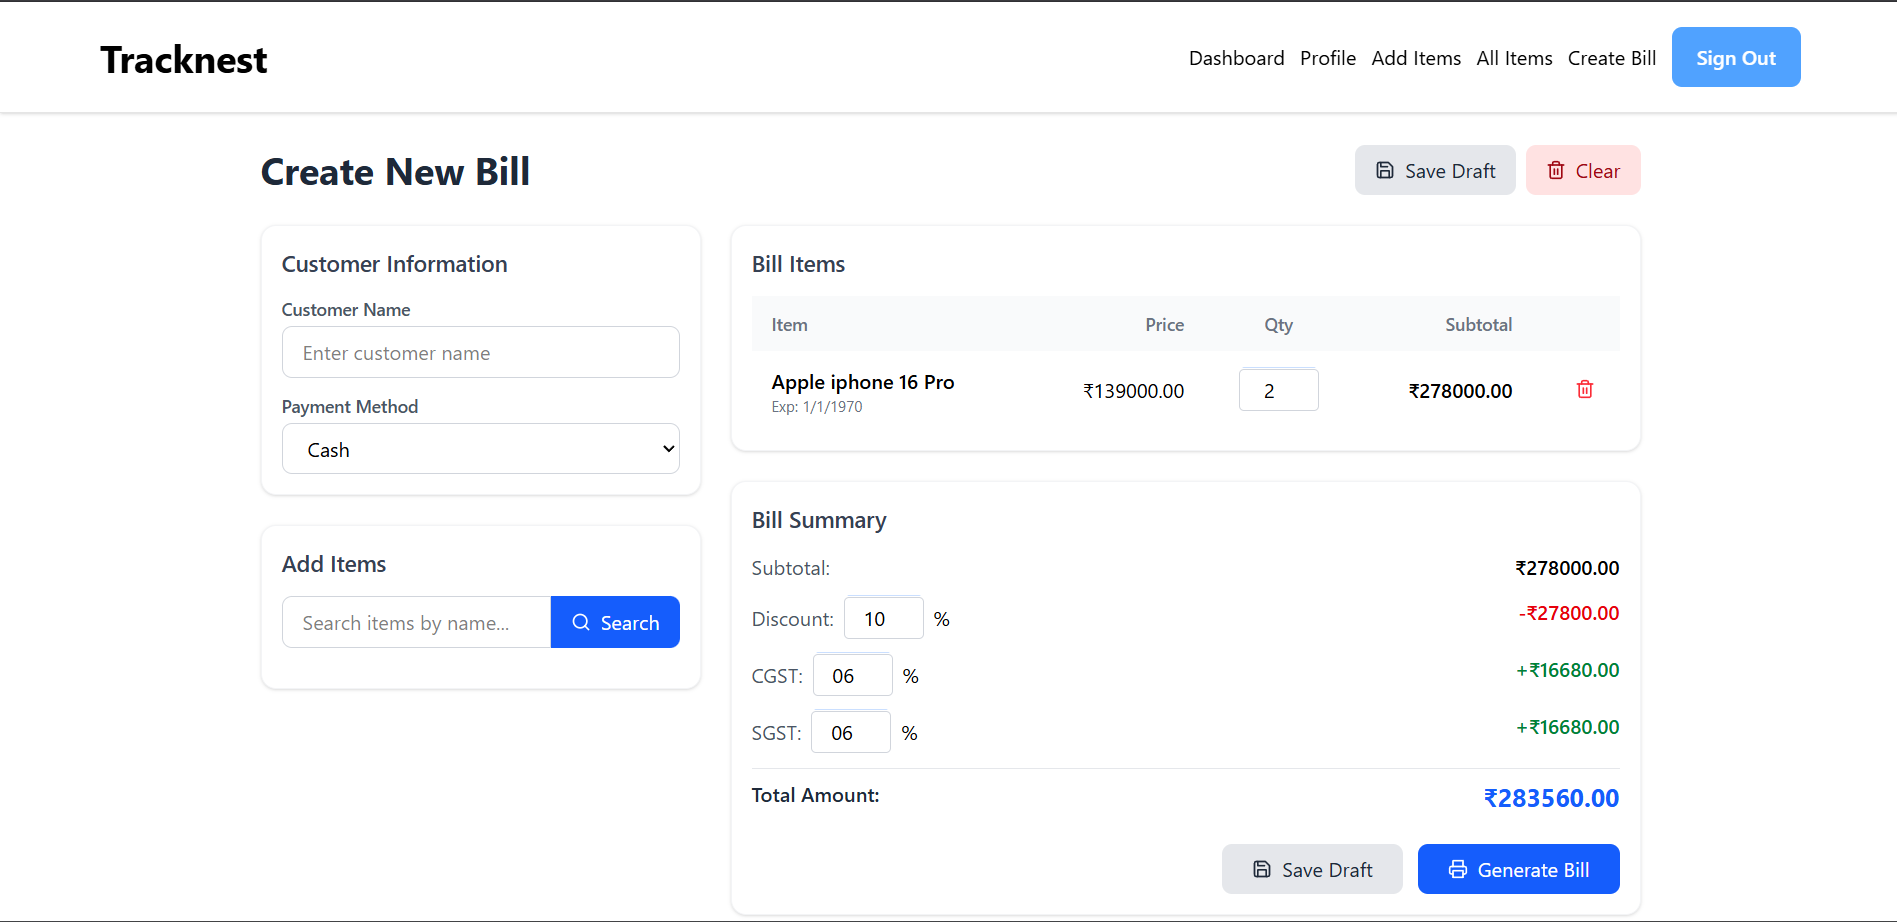 Tracknest
Dashboard Profile Add Items All Items Create Bill Sign Out
Create New Bill
Save Draft Clear
Customer Information
Customer Name
Enter customer name
Payment Method
Cash
Add Items
Search items by name...
Search
Bill Items
Item Price Qty Subtotal
Apple iphone 16 Pro ₹139000.00 2 ₹278000.00
Exp: 1/1/1970
Bill Summary
Subtotal: ₹278000.00
Discount: 10 % -₹27800.00
CGST: 06 % +₹16680.00
SGST: 06 % +₹16680.00
Total Amount: ₹283560.00
Save Draft Generate Bill